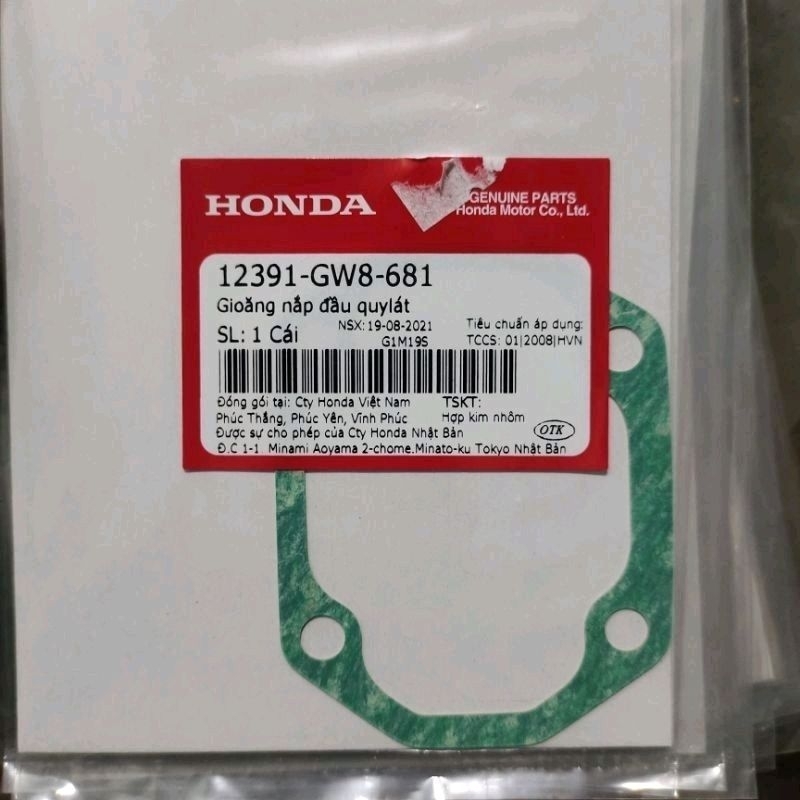 HONDA
GENUINE PARTS
Honda Motor Co., Ltd.
12391-GW8-681
Gioăng nắp đầu quylát
SL: 1 Cái
NSX: 19-08-2021
G1M19S
Tiêu chuẩn áp dụng:
TCCS: 01|2008|HVN
Đóng gói tại: Cty Honda Việt Nam
Phúc Thắng, Phúc Yên, Vĩnh Phúc
TSKT:
Hợp kim nhôm
Được sự cho phép của Cty Honda Nhật Bản
OTK
Đ.C 1-1. Minami Aoyama 2-chome.Minato-ku Tokyo Nhật Bản